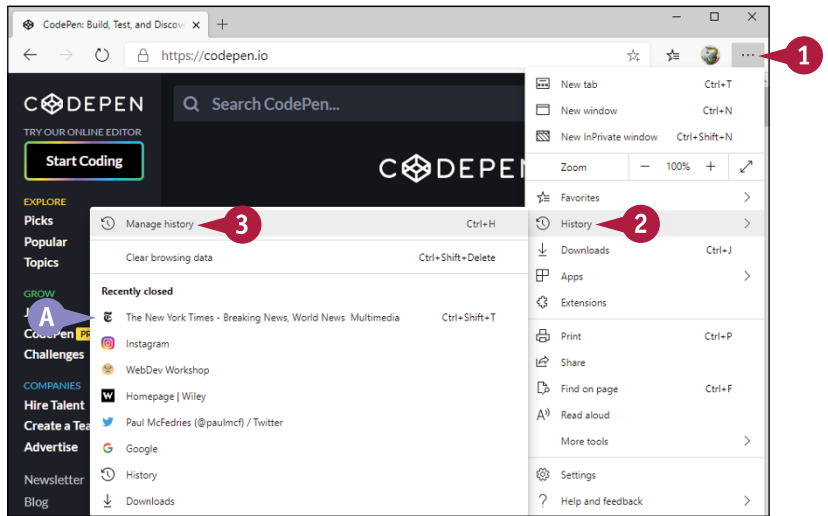 CodePen: Build, Test, and Discov
https://codepen.io
1
CODEPEN
TRY OUR ONLINE EDITOR
Start Coding
Search CodePen...
CODEPEN
EXPLORE
Picks
Popular
Topics
GROW
CodePen PR
Challenges
COMPANIES
Hire Talent
Create a Tea
Advertise
Newsletter
Blog
New tab Ctrl+T
New window Ctrl+N
New InPrivate window Ctrl+Shift+N
Zoom − 100% +
Favorites
History 2
Downloads Ctrl+J
Apps
Extensions
Print Ctrl+P
Share
Find on page Ctrl+F
Read aloud
More tools
Settings
Help and feedback
Manage history 3 Ctrl+H
Clear browsing data Ctrl+Shift+Delete
Recently closed
A
The New York Times - Breaking News, World News Multimedia Ctrl+Shift+T
Instagram
WebDev Workshop
Homepage | Wiley
Paul McFedries (@paulmcf) / Twitter
Google
History
Downloads